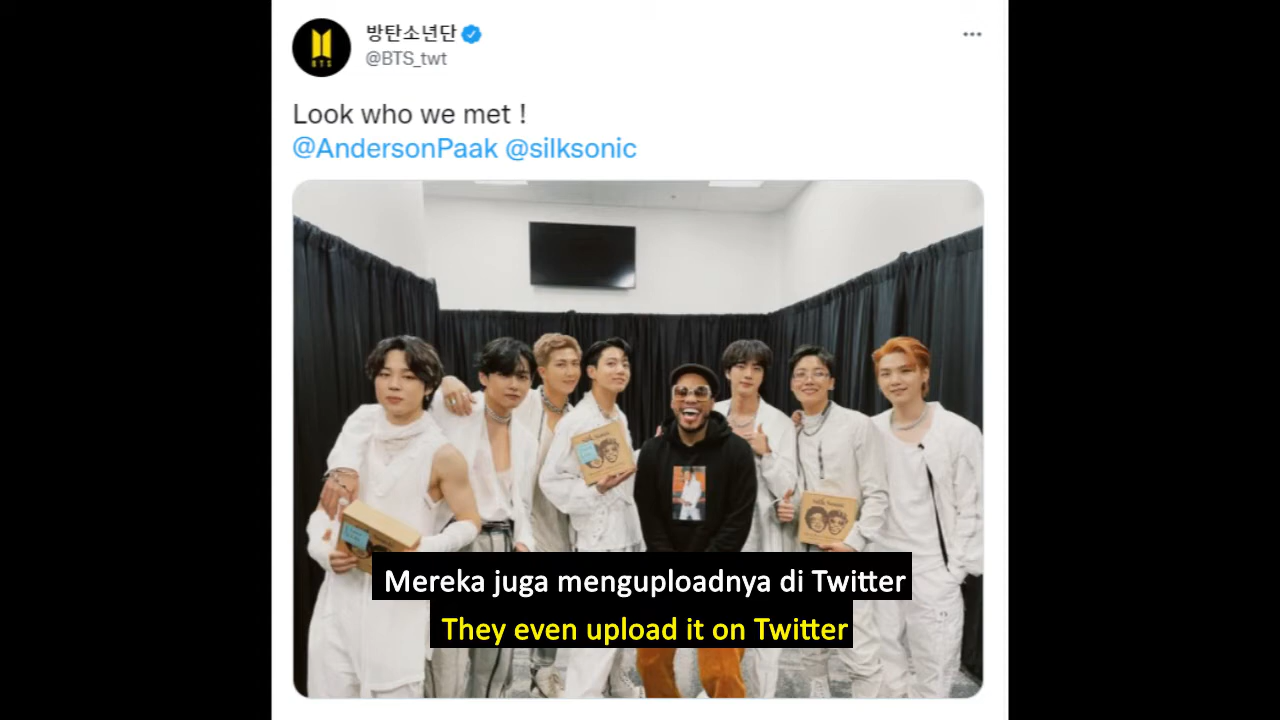 방탄소년단
@BTS_twt
BTS
Look who we met !
@AndersonPaak @silksonic
Mereka juga menguploadnya di Twitter
They even upload it on Twitter